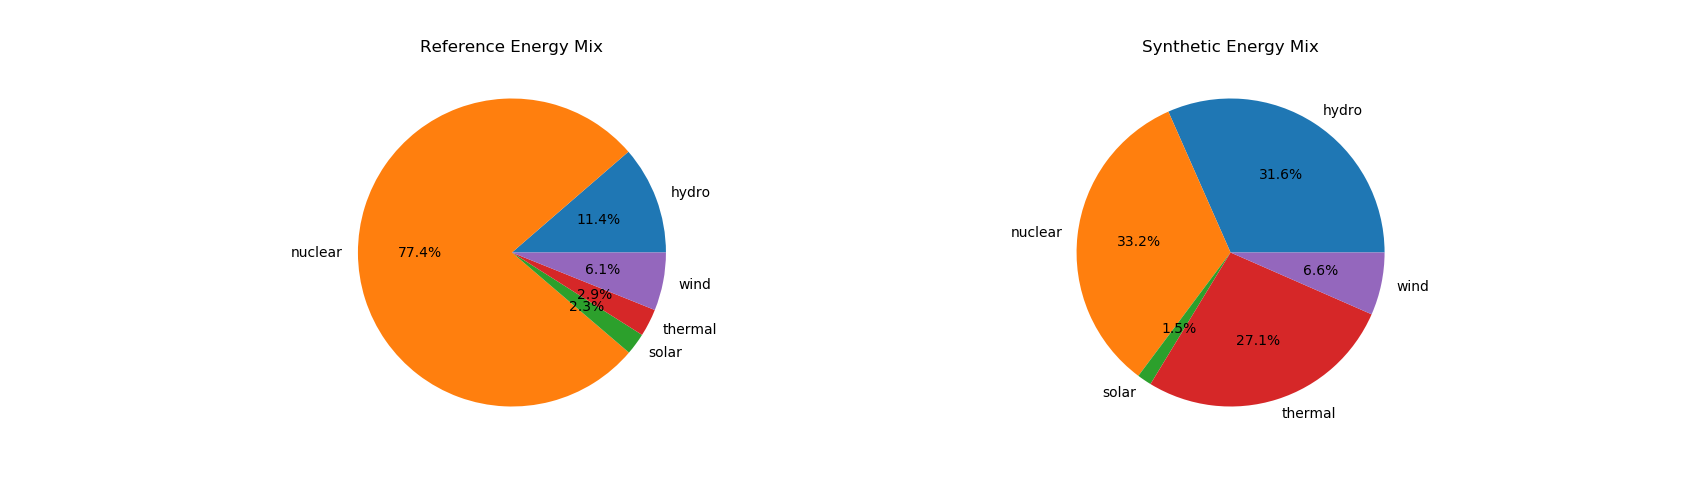 Reference Energy Mix
hydro
11.4%
nuclear
77.4%
6.1%
wind
2.9%
2.3%
thermal
solar
Synthetic Energy Mix
hydro
31.6%
nuclear
33.2%
6.6%
wind
1.5%
27.1%
solar
thermal